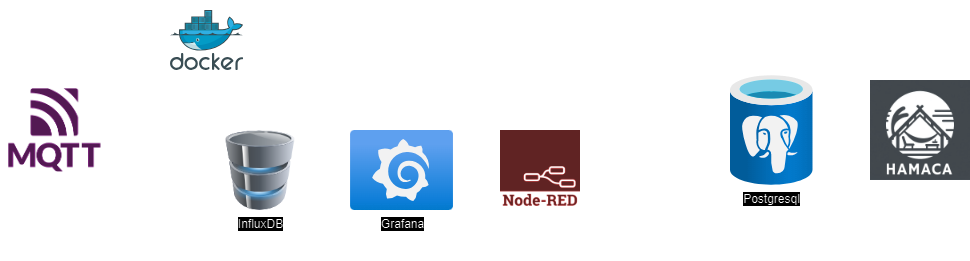 docker
MQTT
InfluxDB
Grafana
Node-RED
Postgresql
HAMACA